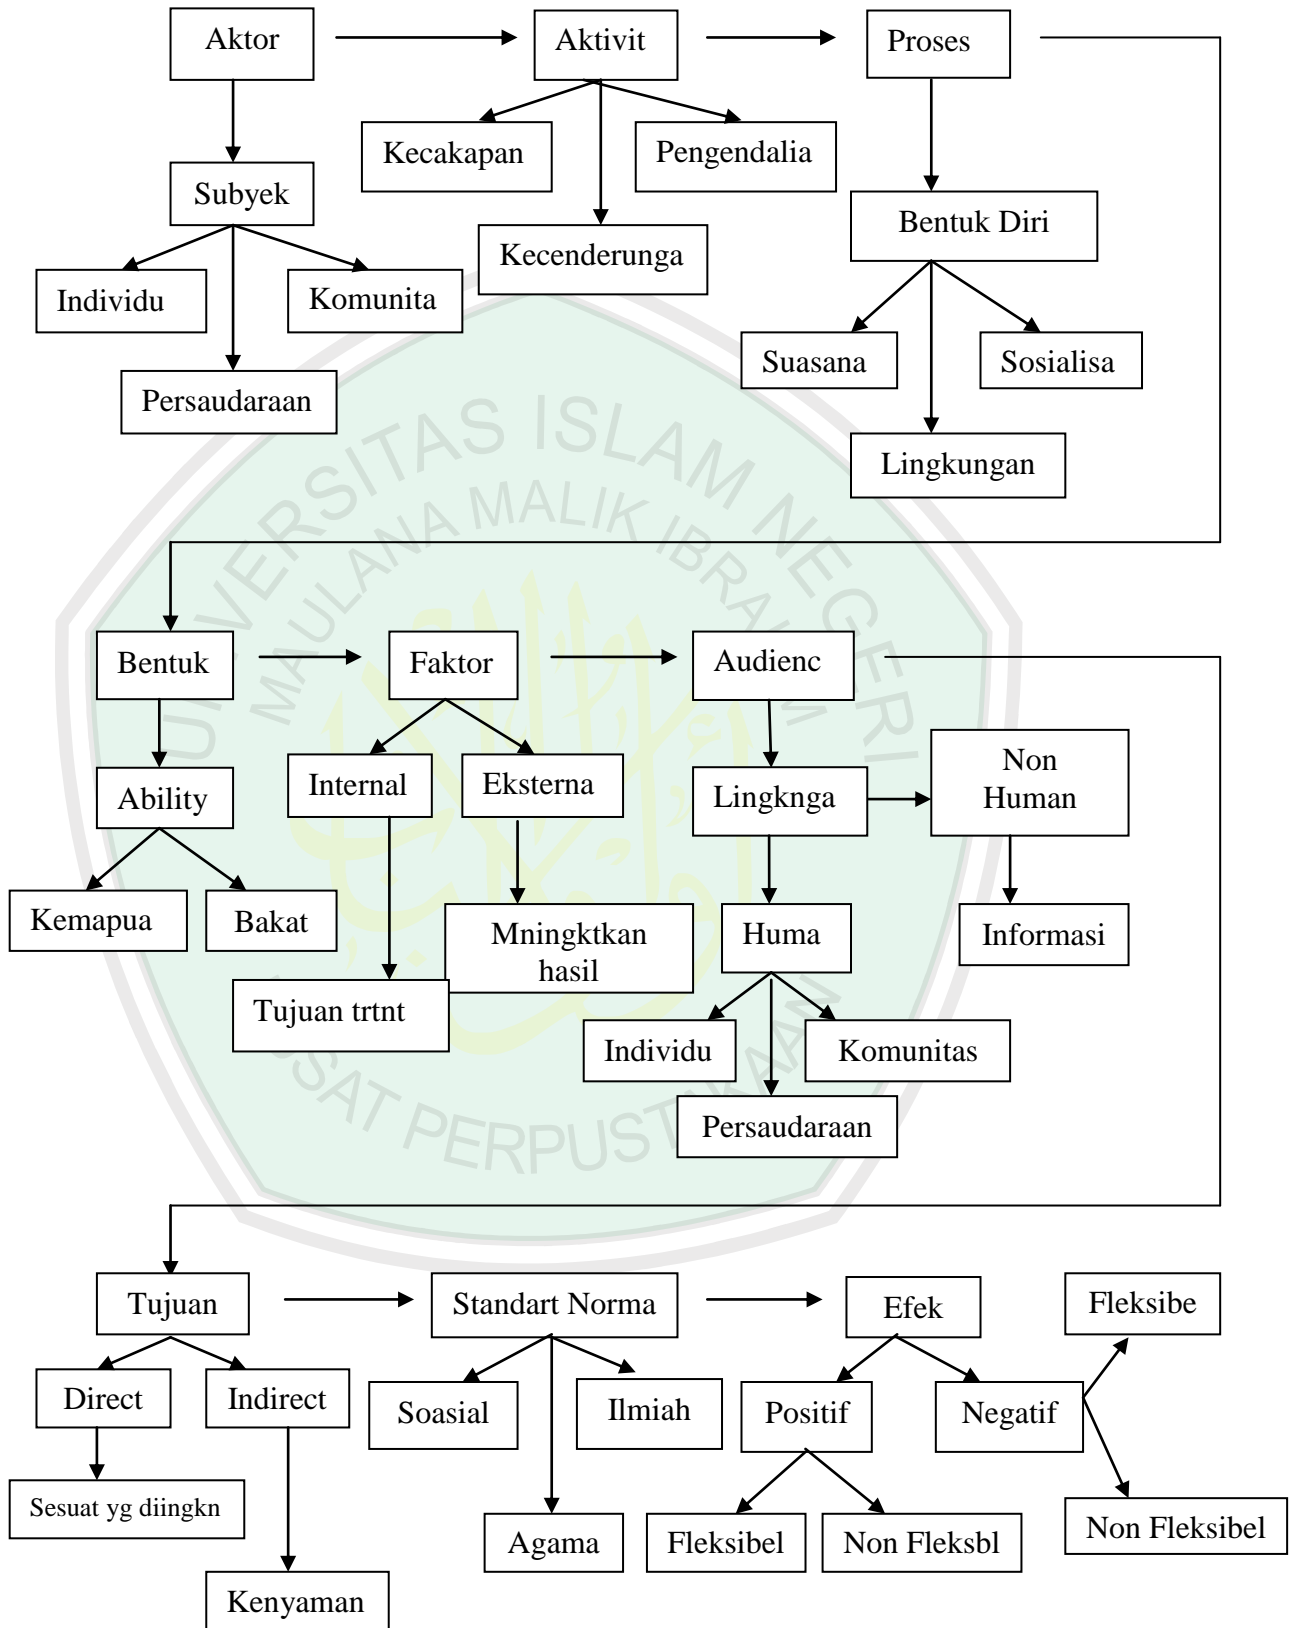 Aktor
Aktivit
Proses
Kecakapan
Pengendalia
Subyek
Bentuk Diri
Kecenderunga
Individu
Komunita
Suasana
Sosialisa
Persaudaraan
Lingkungan
UNIVERSITAS ISLAM NEGERI
MAULANA MALIK IBRAHIM
Bentuk
Faktor
Audienc
Internal
Eksterna
Non
Human
Ability
Lingknga
Kemapua
Bakat
Mningktkan
hasil
Huma
Informasi
Tujuan trtnt
Individu
Komunitas
Persaudaraan
PUSAT PERPUSTAKAAN
Tujuan
Standart Norma
Efek
Fleksibe
Direct
Indirect
Soasial
Ilmiah
Positif
Negatif
Sesuat yg diingkn
Agama
Fleksibel
Non Fleksbl
Non Fleksibel
Kenyaman